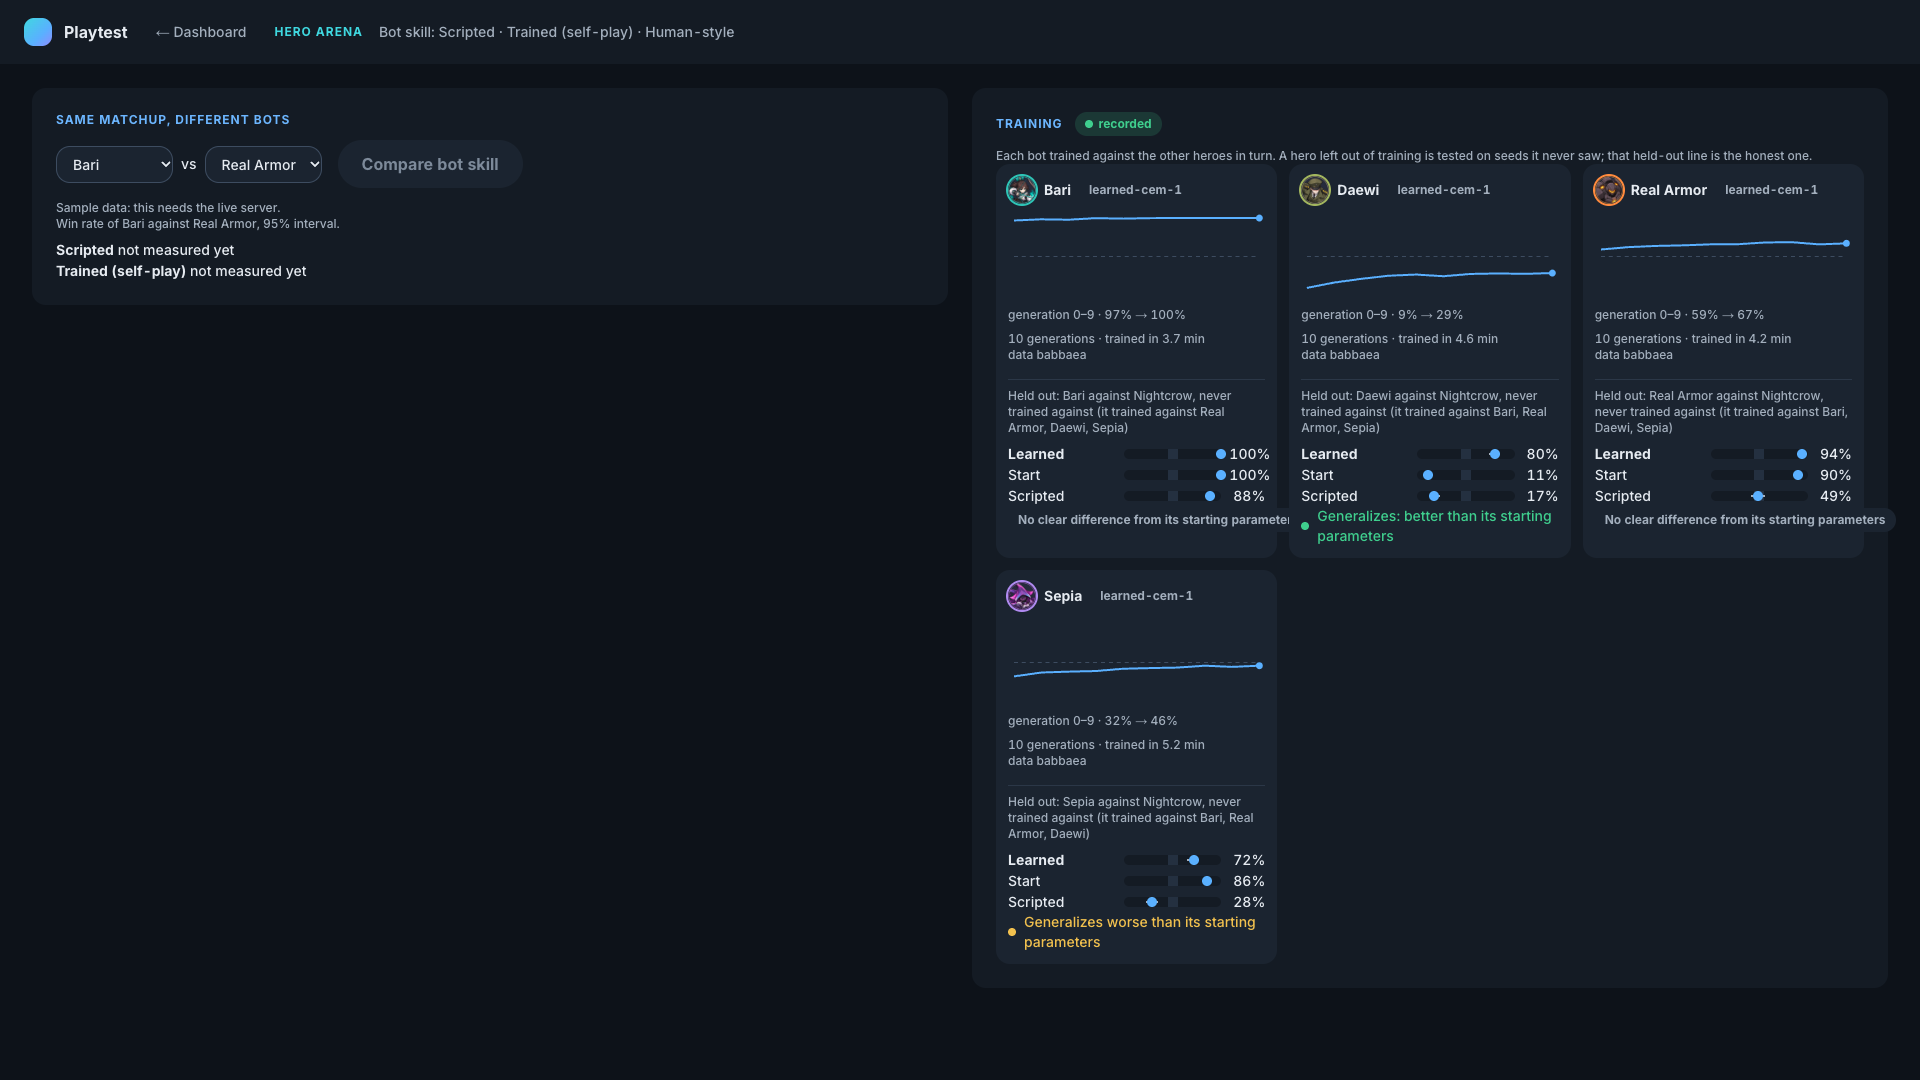 Playtest
← Dashboard
HERO ARENA
Bot skill: Scripted · Trained (self-play) · Human-style
SAME MATCHUP, DIFFERENT BOTS
Bari vs Real Armor Compare bot skill
Sample data: this needs the live server.
Win rate of Bari against Real Armor, 95% interval.
Scripted not measured yet
Trained (self-play) not measured yet
TRAINING recorded
Each bot trained against the other heroes in turn. A hero left out of training is tested on seeds it never saw; that held-out line is the honest one.
Bari learned-cem-1
generation 0–9 · 97% → 100%
10 generations · trained in 3.7 min
data babbaea
Held out: Bari against Nightcrow, never
trained against (it trained against Real
Armor, Daewi, Sepia)
Learned 100%
Start 100%
Scripted 88%
No clear difference from its starting
Daewi learned-cem-1
generation 0–9 · 9% → 29%
10 generations · trained in 4.6 min
data babbaea
Held out: Daewi against Nightcrow, never
trained against (it trained against Bari, Real
Armor, Sepia)
Learned 80%
Start 11%
Scripted 17%
Generalizes: better than its starting
parameters
Real Armor learned-cem-1
generation 0–9 · 59% → 67%
10 generations · trained in 4.2 min
data babbaea
Held out: Real Armor against Nightcrow,
never trained against (it trained against Bari,
Daewi, Sepia)
Learned 94%
Start 90%
Scripted 49%
No clear difference from its starting parameters
Sepia learned-cem-1
generation 0–9 · 32% → 46%
10 generations · trained in 5.2 min
data babbaea
Held out: Sepia against Nightcrow, never
trained against (it trained against Bari, Real
Armor, Daewi)
Learned 72%
Start 86%
Scripted 28%
Generalizes worse than its starting
parameters